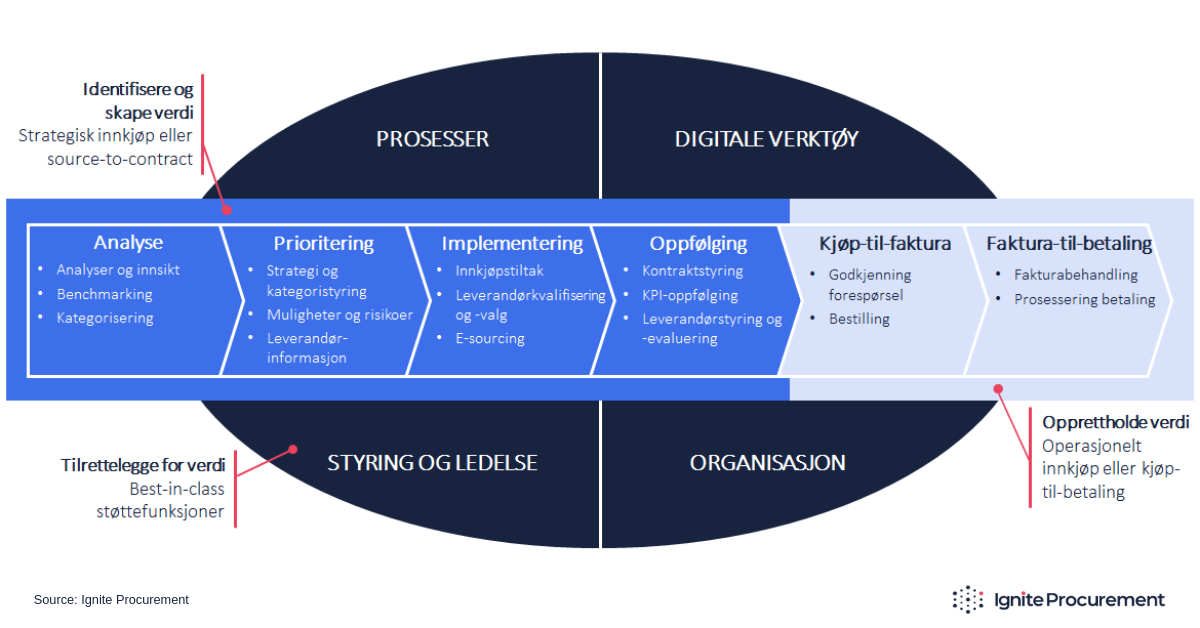 Identifisere og
skape verdi
Strategisk innkjøp eller
source-to-contract
PROSESSER
DIGITALE VERKTØY
Analyse
• Analyser og innsikt
• Benchmarking
• Kategorisering
Prioritering
• Strategi og
kategoristyring
• Muligheter og risikoer
• Leverandør-
informasjon
Implementering
• Innkjøpstiltak
• Leverandørkvalifisering
og -valg
• E-sourcing
Oppfølging
• Kontraktstyring
• KPI-oppfølging
• Leverandørstyring og
-evaluering
Kjøp-til-faktura
• Godkjenning
forespørsel
• Bestilling
Faktura-til-betaling
• Fakturabehandling
• Prosessering betaling
Tilrettelegge for verdi
Best-in-class
støttefunksjoner
STYRING OG LEDELSE
ORGANISASJON
Opprettholde verdi
Operasjonelt
innkjøp eller kjøp-
til-betaling
Source: Ignite Procurement
Ignite Procurement